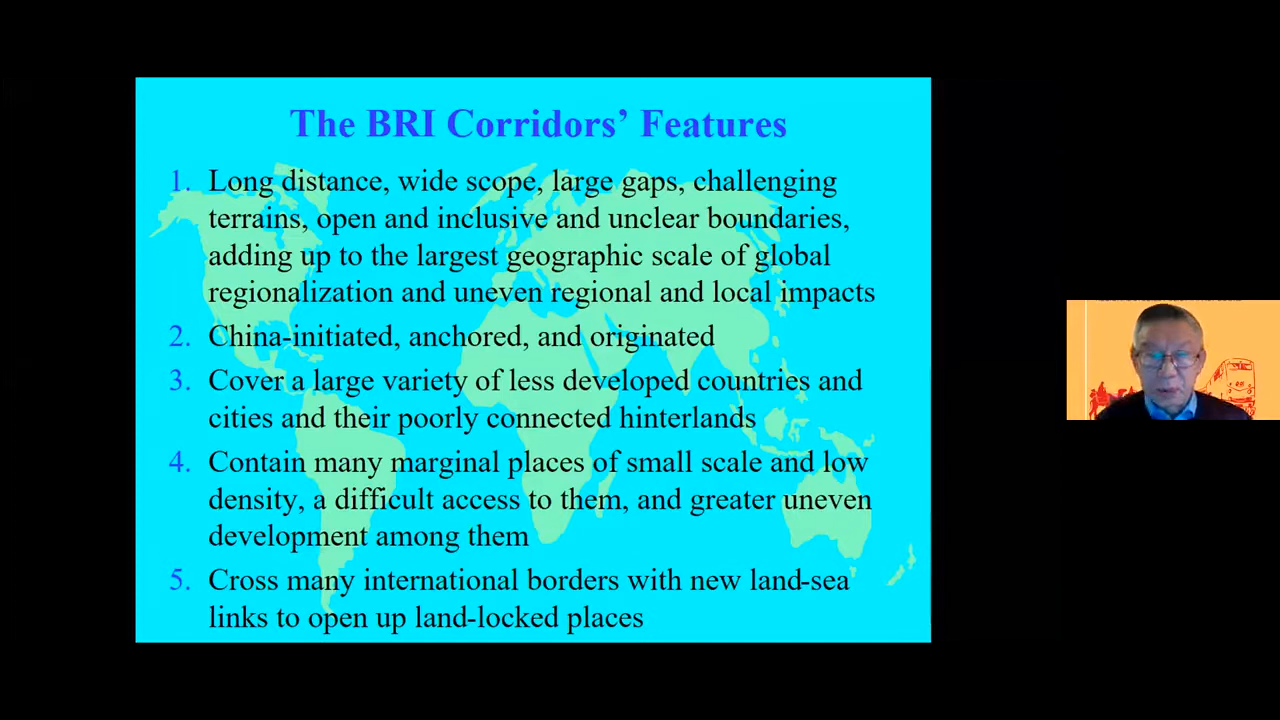 The BRI Corridors’ Features
1. Long distance, wide scope, large gaps, challenging
terrains, open and inclusive and unclear boundaries,
adding up to the largest geographic scale of global
regionalization and uneven regional and local impacts
2. China-initiated, anchored, and originated
3. Cover a large variety of less developed countries and
cities and their poorly connected hinterlands
4. Contain many marginal places of small scale and low
density, a difficult access to them, and greater uneven
development among them
5. Cross many international borders with new land-sea
links to open up land-locked places